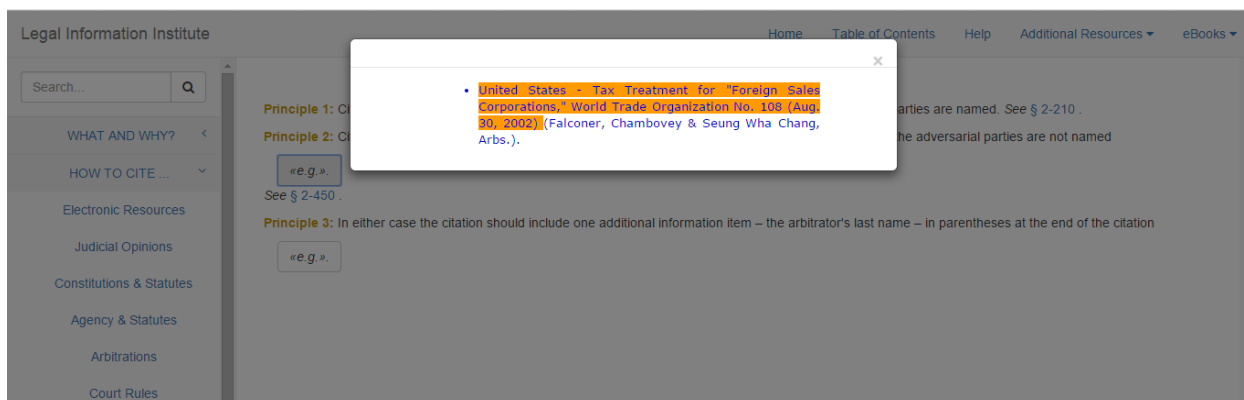 Legal Information Institute
Home Table of Contents Help Additional Resources eBooks
×
Search...
• United States - Tax Treatment for "Foreign Sales
Corporations," World Trade Organization No. 108 (Aug.
30, 2002) (Falconer, Chambovey & Seung Wha Chang,
Arbs.).
WHAT AND WHY?
HOW TO CITE ...
Electronic Resources
Judicial Opinions
Constitutions & Statutes
Agency & Statutes
Arbitrations
Court Rules
Principle 1: arties are named. See § 2-210 .
Principle 2: he adversarial parties are not named
«e.g.».
See § 2-450 .
Principle 3: In either case the citation should include one additional information item – the arbitrator's last name – in parentheses at the end of the citation
«e.g.».